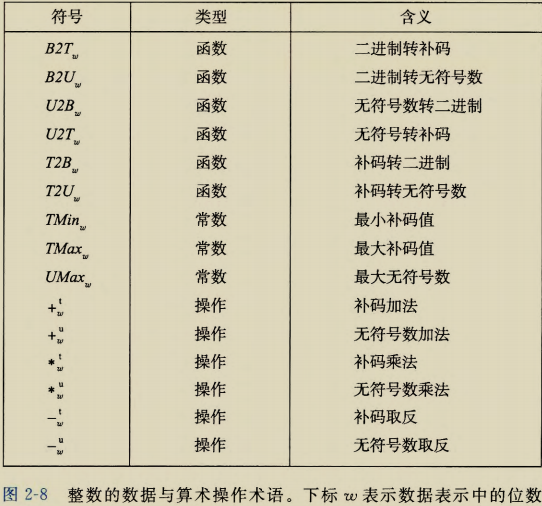 符号 类型 含义
B2T_w 函数 二进制转补码
B2U_w 函数 二进制转无符号数
U2B_w 函数 无符号数转二进制
U2T_w 函数 无符号转补码
T2B_w 函数 补码转二进制
T2U_w 函数 补码转无符号数
TMin_w 常数 最小补码值
TMax_w 常数 最大补码值
UMax_w 常数 最大无符号数
+^t_w 操作 补码加法
+^u_w 操作 无符号数加法
*^t_w 操作 补码乘法
*^u_w 操作 无符号数乘法
-^t_w 操作 补码取反
-^u_w 操作 无符号数取反
图 2-8 整数的数据与算术操作术语。下标 w 表示数据表示中的位数